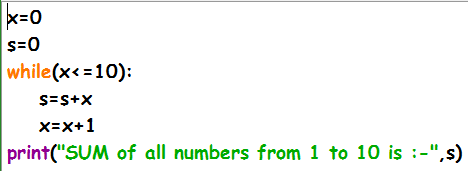 x=0
s=0
while(x<=10):
    s=s+x
    x=x+1
print("SUM of all numbers from 1 to 10 is :-",s)